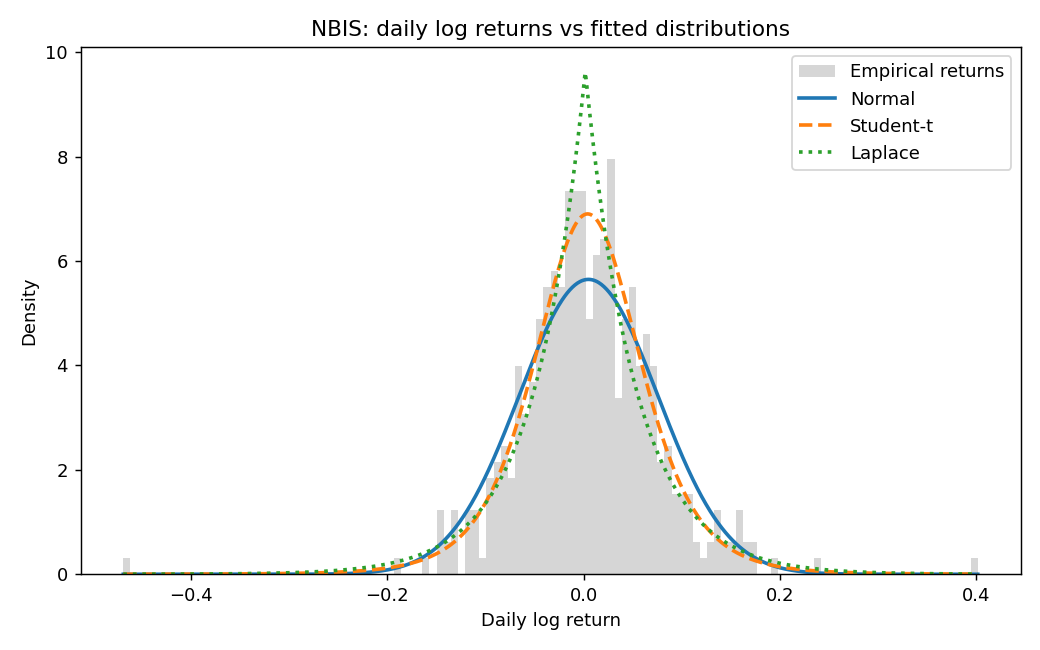 NBIS: daily log returns vs fitted distributions
10
8
6
4
2
0
Density
Empirical returns
Normal
Student-t
Laplace
−0.4
−0.2
0.0
0.2
0.4
Daily log return